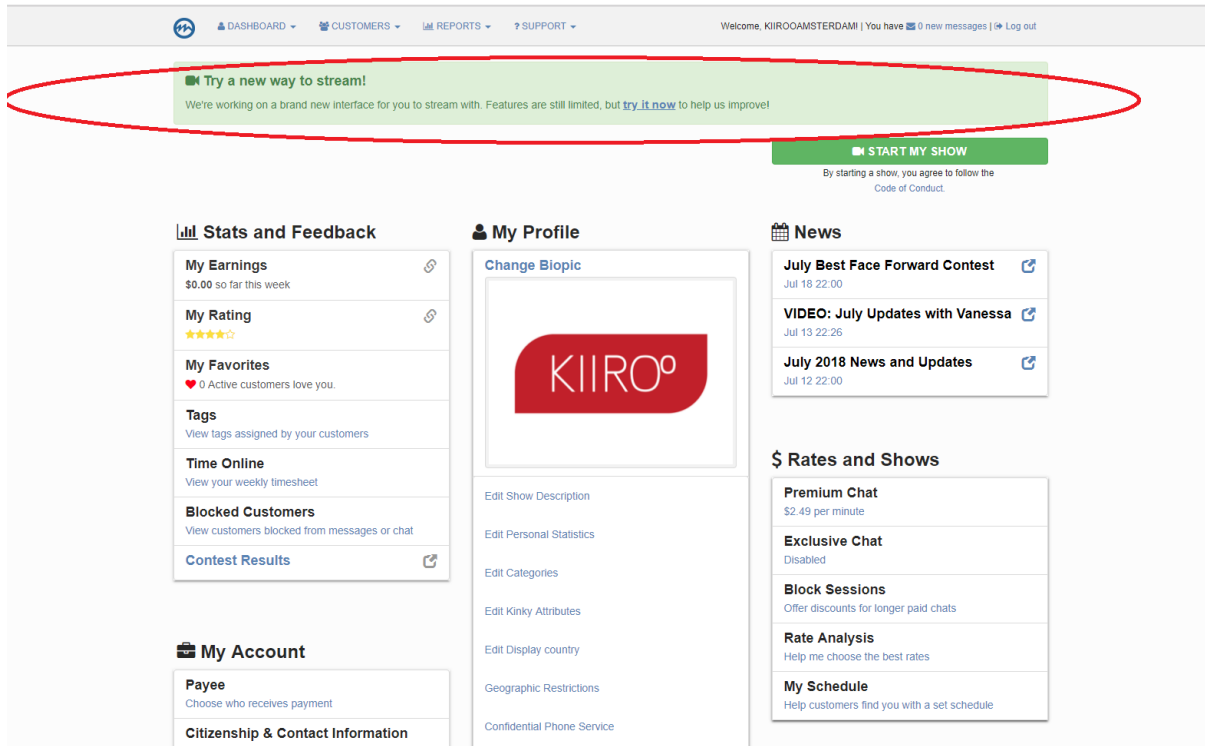 DASHBOARD CUSTOMERS REPORTS ? SUPPORT Welcome, KIIROOAMSTERDAM! | You have 0 new messages | Log out
Try a new way to stream!
We're working on a brand new interface for you to stream with. Features are still limited, but try it now to help us improve!
START MY SHOW
By starting a show, you agree to follow the
Code of Conduct.
Stats and Feedback
My Earnings
$0.00 so far this week
My Rating
My Favorites
0 Active customers love you.
Tags
View tags assigned by your customers
Time Online
View your weekly timesheet
Blocked Customers
View customers blocked from messages or chat
Contest Results
My Account
Payee
Choose who receives payment
Citizenship & Contact Information
My Profile
Change Biopic
KIIROO
Edit Show Description
Edit Personal Statistics
Edit Categories
Edit Kinky Attributes
Edit Display country
Geographic Restrictions
Confidential Phone Service
News
July Best Face Forward Contest
Jul 18 22:00
VIDEO: July Updates with Vanessa
Jul 13 22:26
July 2018 News and Updates
Jul 12 22:00
$ Rates and Shows
Premium Chat
$2.49 per minute
Exclusive Chat
Disabled
Block Sessions
Offer discounts for longer paid chats
Rate Analysis
Help me choose the best rates
My Schedule
Help customers find you with a set schedule